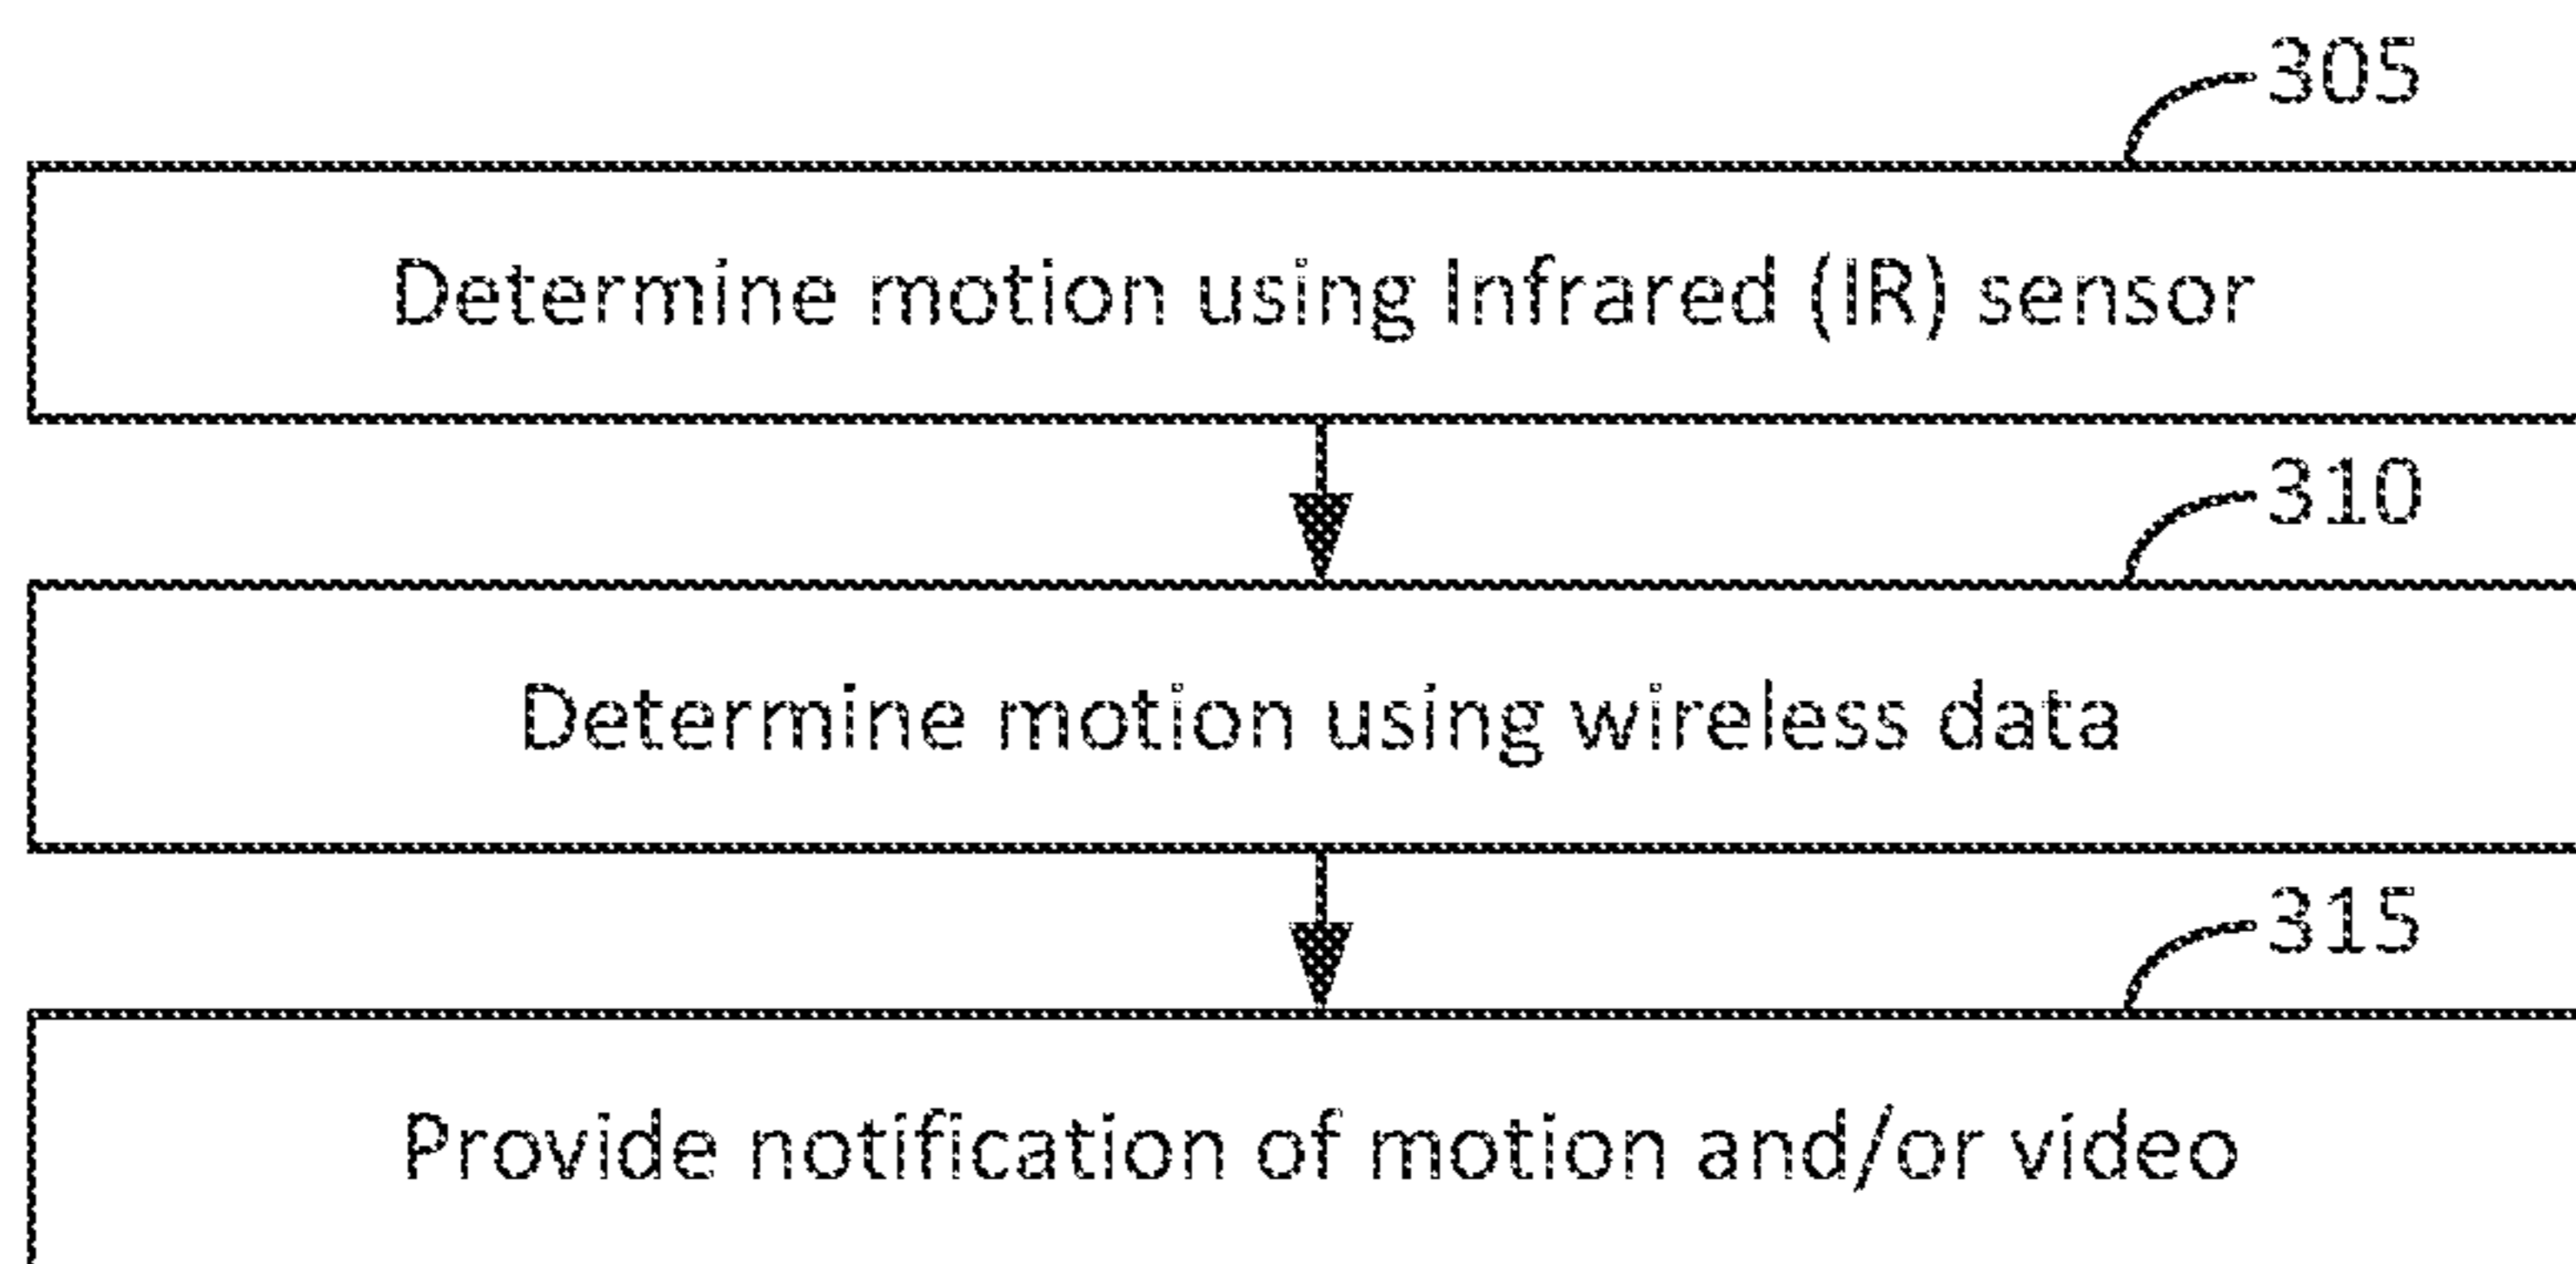 305
Determine motion using Infrared (IR) sensor
310
Determine motion using wireless data
315
Provide notification of motion and/or video